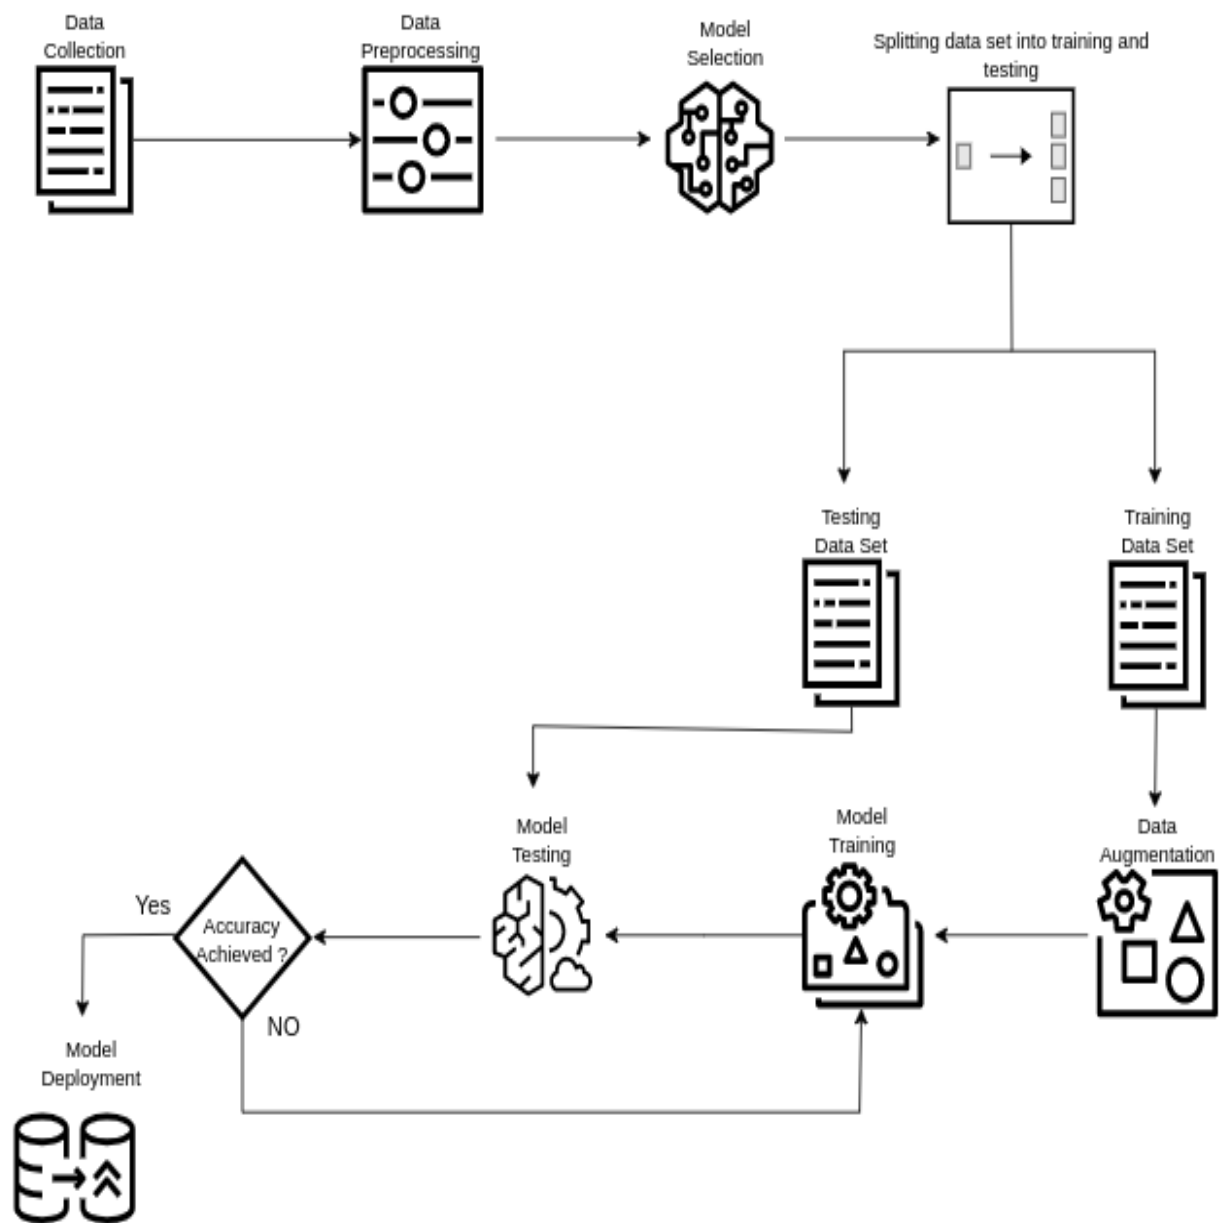 Data
Collection
Data
Preprocessing
Model
Selection
Splitting data set into training and
testing
Testing
Data Set
Training
Data Set
Model
Testing
Model
Training
Data
Augmentation
Yes
Accuracy
Achieved ?
NO
Model
Deployment